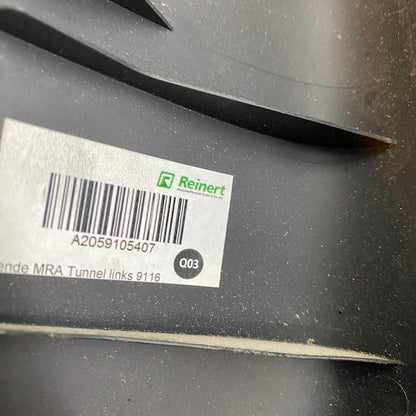 Reinert
A2059105407
Q03
ende MRA Tunnel links 9116